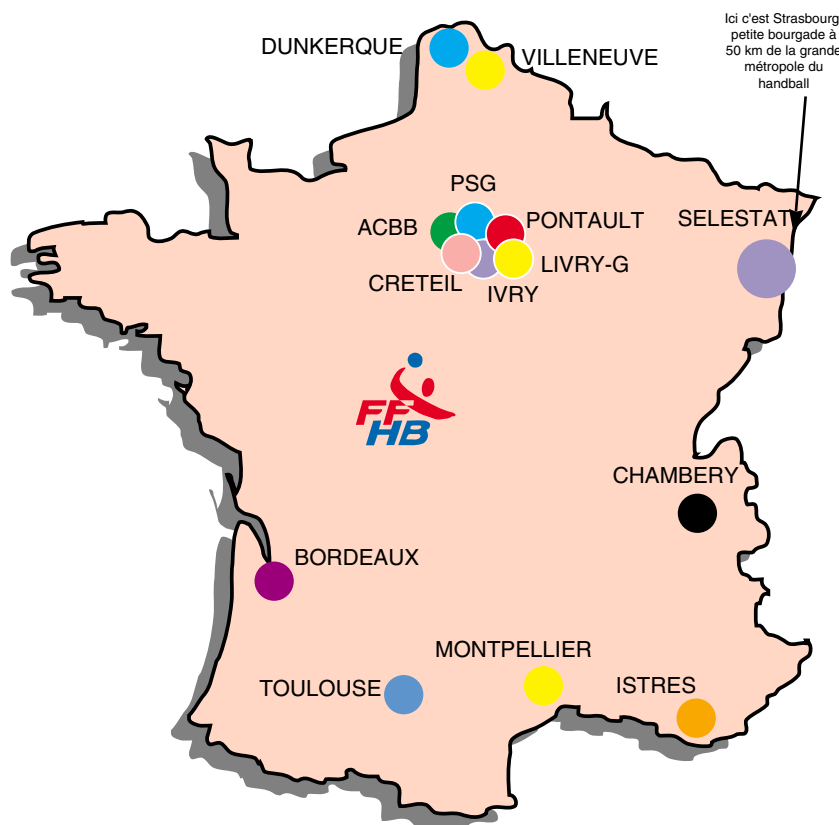 Ici c'est Strasbourg
petite bourgade à
50 km de la grande
métropole du
handball
DUNKERQUE
VILLENEUVE
PSG
ACBB
PONTAULT
SELESTAT
LIVRY-G
CRETEIL
IVRY
FF
HB
CHAMBERY
BORDEAUX
MONTPELLIER
TOULOUSE
ISTRES